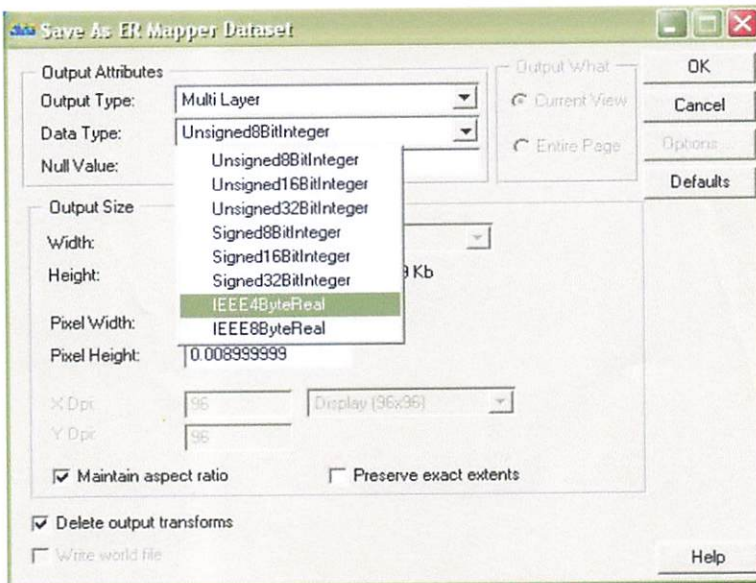 Save As ER Mapper Dataset
Output Attributes
Output Type: Multi Layer
Data Type: Unsigned8BitInteger
Null Value:
Unsigned8BitInteger
Unsigned16BitInteger
Unsigned32BitInteger
Signed8BitInteger
Signed16BitInteger
Signed32BitInteger
IEEE4ByteReal
IEEE8ByteReal
Output What
Current View
Entire Page
OK
Cancel
Options...
Defaults
Output Size
Width:
Height:
Kb
Pixel Width:
Pixel Height: 0.008999999
X Dpi: 96 Display (96x96)
Y Dpi: 96
Maintain aspect ratio Preserve exact extents
Delete output transforms
Write world file
Help